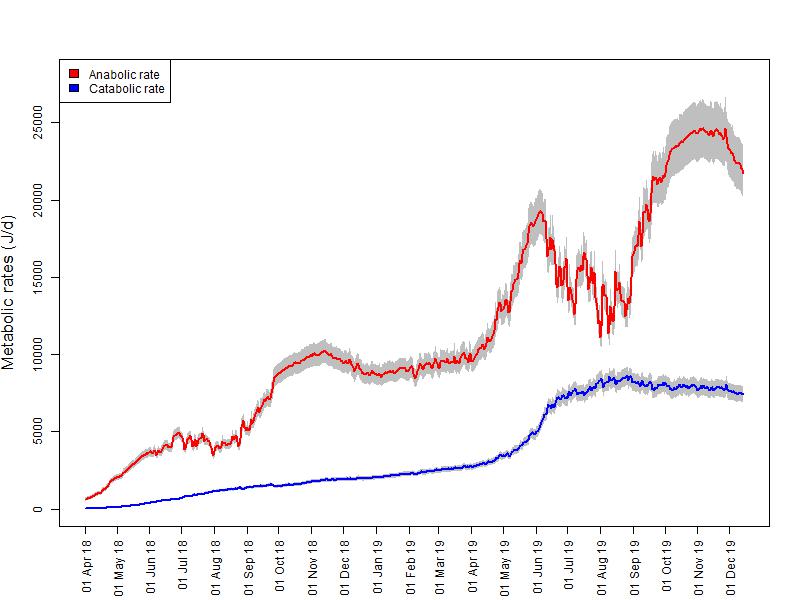 Anabolic rate
Catabolic rate
Metabolic rates (J/d)
25000
20000
15000
10000
5000
0
01 Apr 18
01 May 18
01 Jun 18
01 Jul 18
01 Aug 18
01 Sep 18
01 Oct 18
01 Nov 18
01 Dec 18
01 Jan 19
01 Feb 19
01 Mar 19
01 Apr 19
01 May 19
01 Jun 19
01 Jul 19
01 Aug 19
01 Sep 19
01 Oct 19
01 Nov 19
01 Dec 19